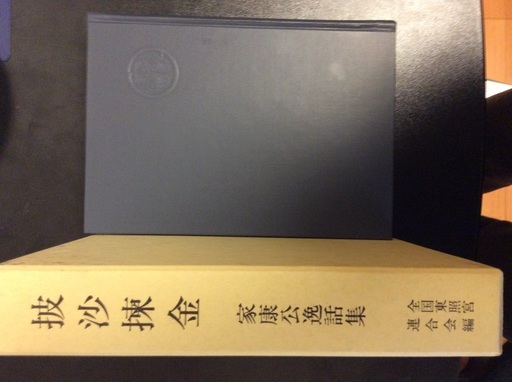 披沙揀金
家康公逸話集
全国東照宮
連合会編